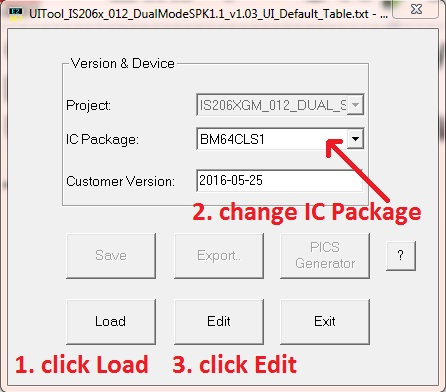 UITool_IS206x_012_DualModeSPK1.1_v1.03_UI_Default_Table.txt - ...
Version & Device
Project:
IS206XGM_012_DUAL_S
IC Package:
BM64CLS1
Customer Version:
2016-05-25
2. change IC Package
Save
Export..
PICS
Generator
?
Load
Edit
Exit
1. click Load
3. click Edit